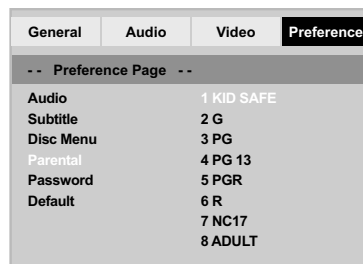 General Audio Video Preference
-- Preference Page --
Audio 1 KID SAFE
Subtitle 2 G
Disc Menu 3 PG
Parental 4 PG 13
Password 5 PGR
Default 6 R
7 NC17
8 ADULT